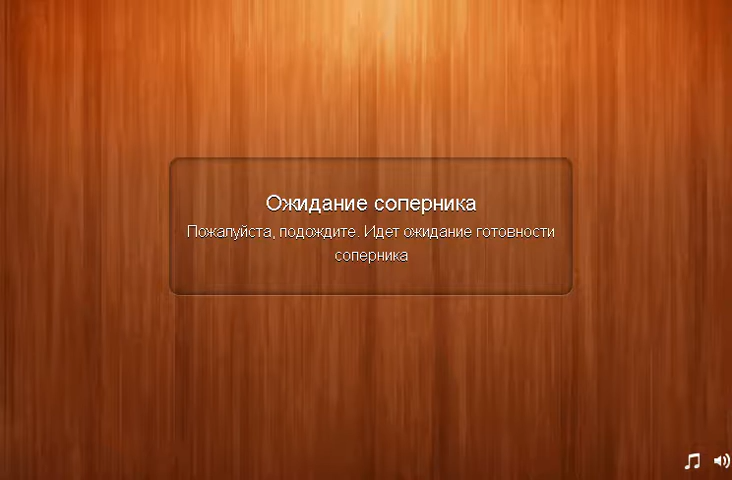 Ожидание соперника
Пожалуйста, подождите. Идет ожидание готовности
соперника